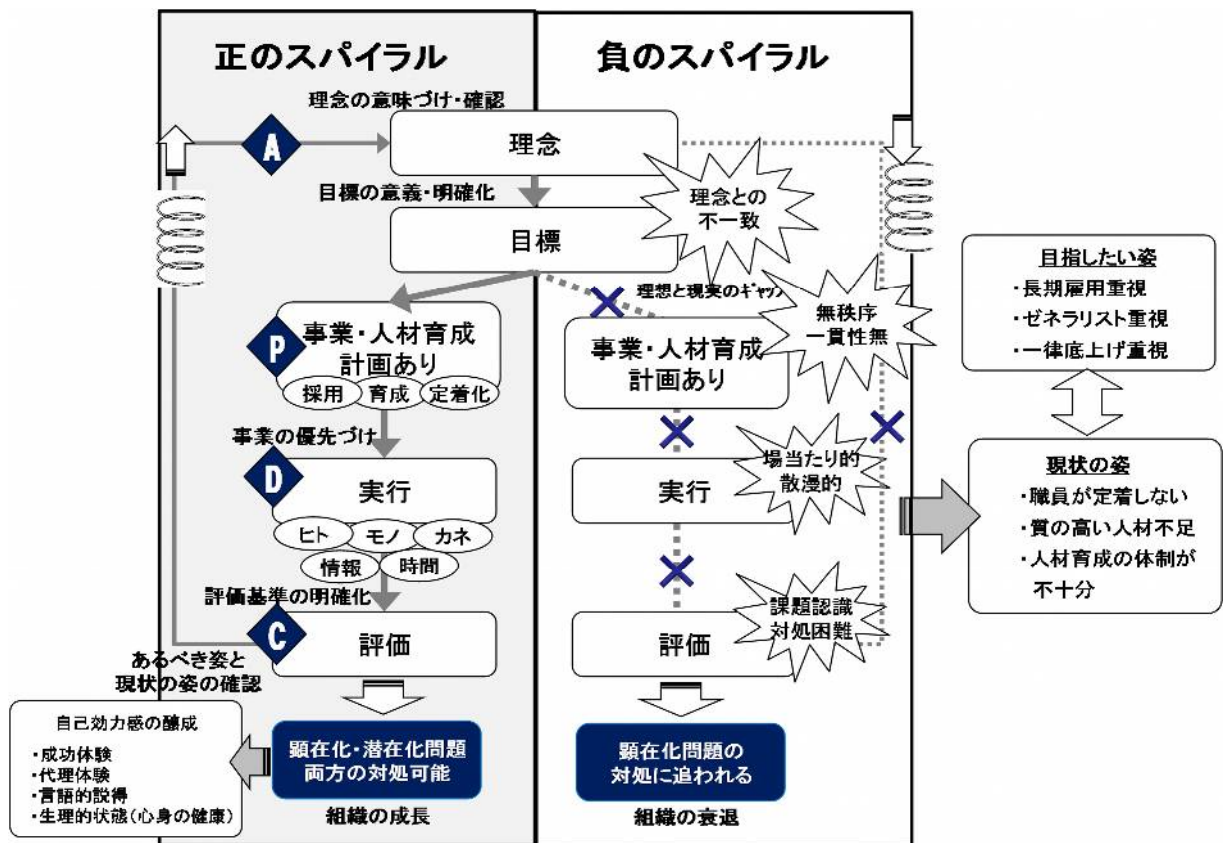 正のスパイラル
負のスパイラル
理念の意味づけ・確認
A
理念
目標の意義・明確化
理念との
不一致
目標
理想と現実のギャッ
無秩序
一貫性無
P
事業・人材育成
計画あり
採用
育成
定着化
事業・人材育成
計画あり
事業の優先づけ
D
実行
ヒト
モノ
カネ
情報
時間
実行
場当たり的
散漫的
評価基準の明確化
C
評価
評価
課題認識
対処困難
あるべき姿と
現状の姿の確認
自己効力感の醸成
・成功体験
・代理体験
・言語的説得
・生理的状態(心身の健康)
顕在化・潜在化問題
両方の対処可能
組織の成長
顕在化問題の
対処に追われる
組織の衰退
目指したい姿
・長期雇用重視
・ゼネラリスト重視
・一律底上げ重視
現状の姿
・職員が定着しない
・質の高い人材不足
・人材育成の体制が
不十分